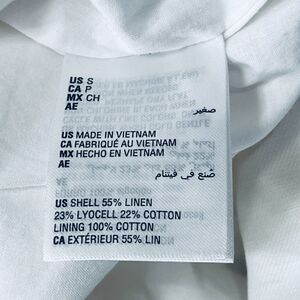 US S
CA P
MX CH
AE
صغير
US MADE IN VIETNAM
CA FABRIQUÉ AU VIETNAM
MX HECHO EN VIETNAM
AE
صُنع في فيتنام
US SHELL 55% LINEN
23% LYOCELL 22% COTTON
LINING 100% COTTON
CA EXTÉRIEUR 55% LIN